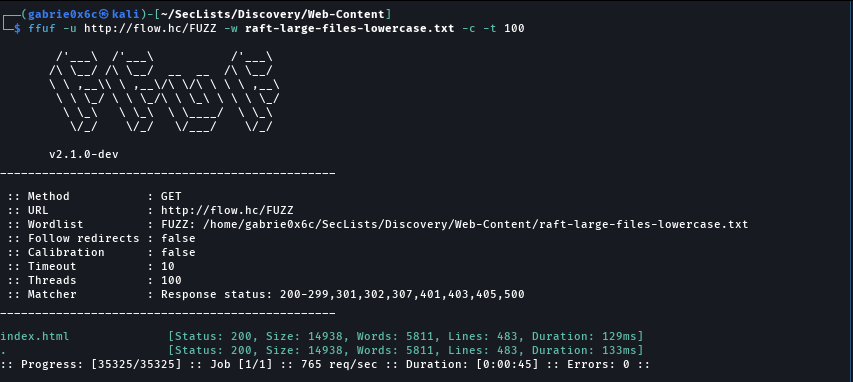 ┌──(gabrie0x6c㉿kali)-[~/SecLists/Discovery/Web-Content]
└─$ ffuf -u http://flow.hc/FUZZ -w raft-large-files-lowercase.txt -c -t 100
        /'___\  /'___\           /'___\
       /\ \__/ /\ \__/  __  __  /\ \__/
       \ \ ,__\\ \ ,__\/\ \/\ \ \ \ ,__\
        \ \ \_/ \ \ \_/\ \ \_\ \ \ \ \_/
         \ \_\   \ \_\  \ \____/  \ \_\
          \/_/    \/_/   \/___/    \/_/
v2.1.0-dev
________________________________________________
:: Method           : GET
:: URL              : http://flow.hc/FUZZ
:: Wordlist         : FUZZ: /home/gabrie0x6c/SecLists/Discovery/Web-Content/raft-large-files-lowercase.txt
:: Follow redirects : false
:: Calibration      : false
:: Timeout          : 10
:: Threads          : 100
:: Matcher          : Response status: 200-299,301,302,307,401,403,405,500
________________________________________________
index.html              [Status: 200, Size: 14938, Words: 5811, Lines: 483, Duration: 129ms]
.                       [Status: 200, Size: 14938, Words: 5811, Lines: 483, Duration: 133ms]
:: Progress: [35325/35325] :: Job [1/1] :: 765 req/sec :: Duration: [0:00:45] :: Errors: 0 ::